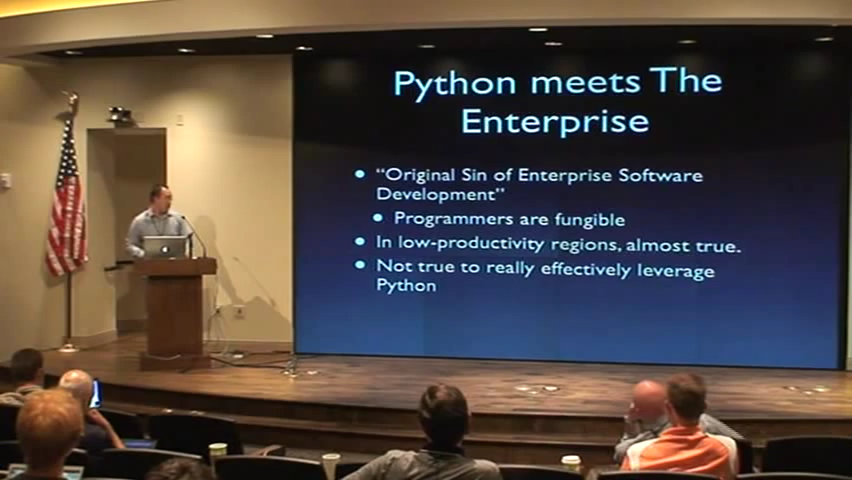 Python meets The
Enterprise
• “Original Sin of Enterprise Software
Development”
• Programmers are fungible
• In low-productivity regions, almost true.
• Not true to really effectively leverage
Python